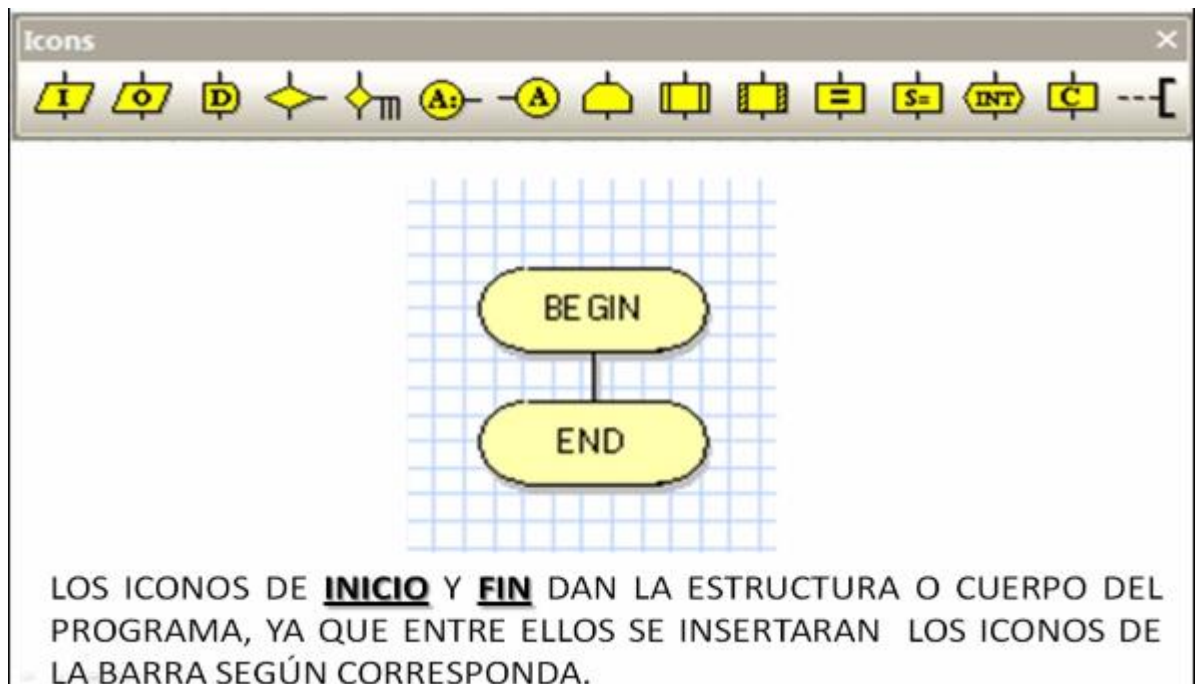 Icons
I O D A: A = S= INT C
BEGIN
END
LOS ICONOS DE INICIO Y FIN DAN LA ESTRUCTURA O CUERPO DEL
PROGRAMA, YA QUE ENTRE ELLOS SE INSERTARAN LOS ICONOS DE
LA BARRA SEGÚN CORRESPONDA.